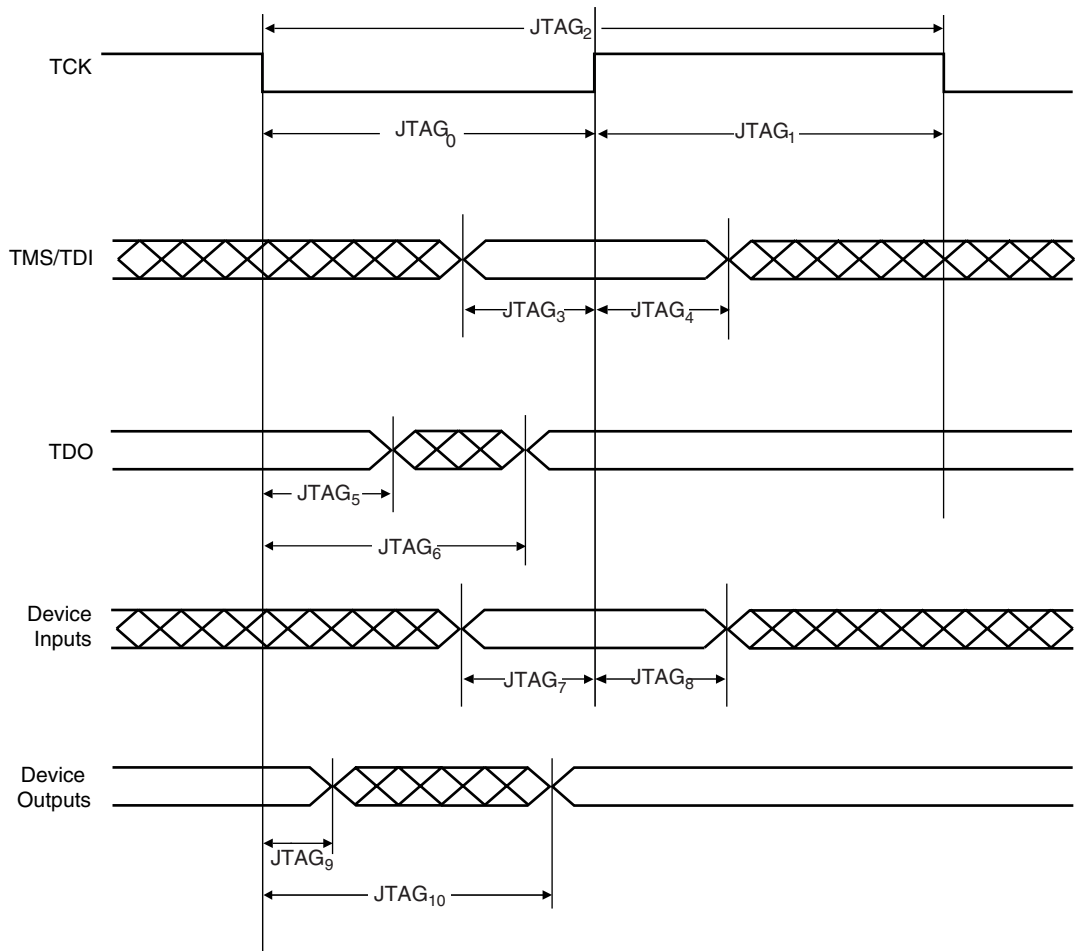 JTAG₂
TCK
JTAG₀
JTAG₁
TMS/TDI
JTAG₃
JTAG₄
TDO
JTAG₅
JTAG₆
Device
Inputs
JTAG₇
JTAG₈
Device
Outputs
JTAG₉
JTAG₁₀